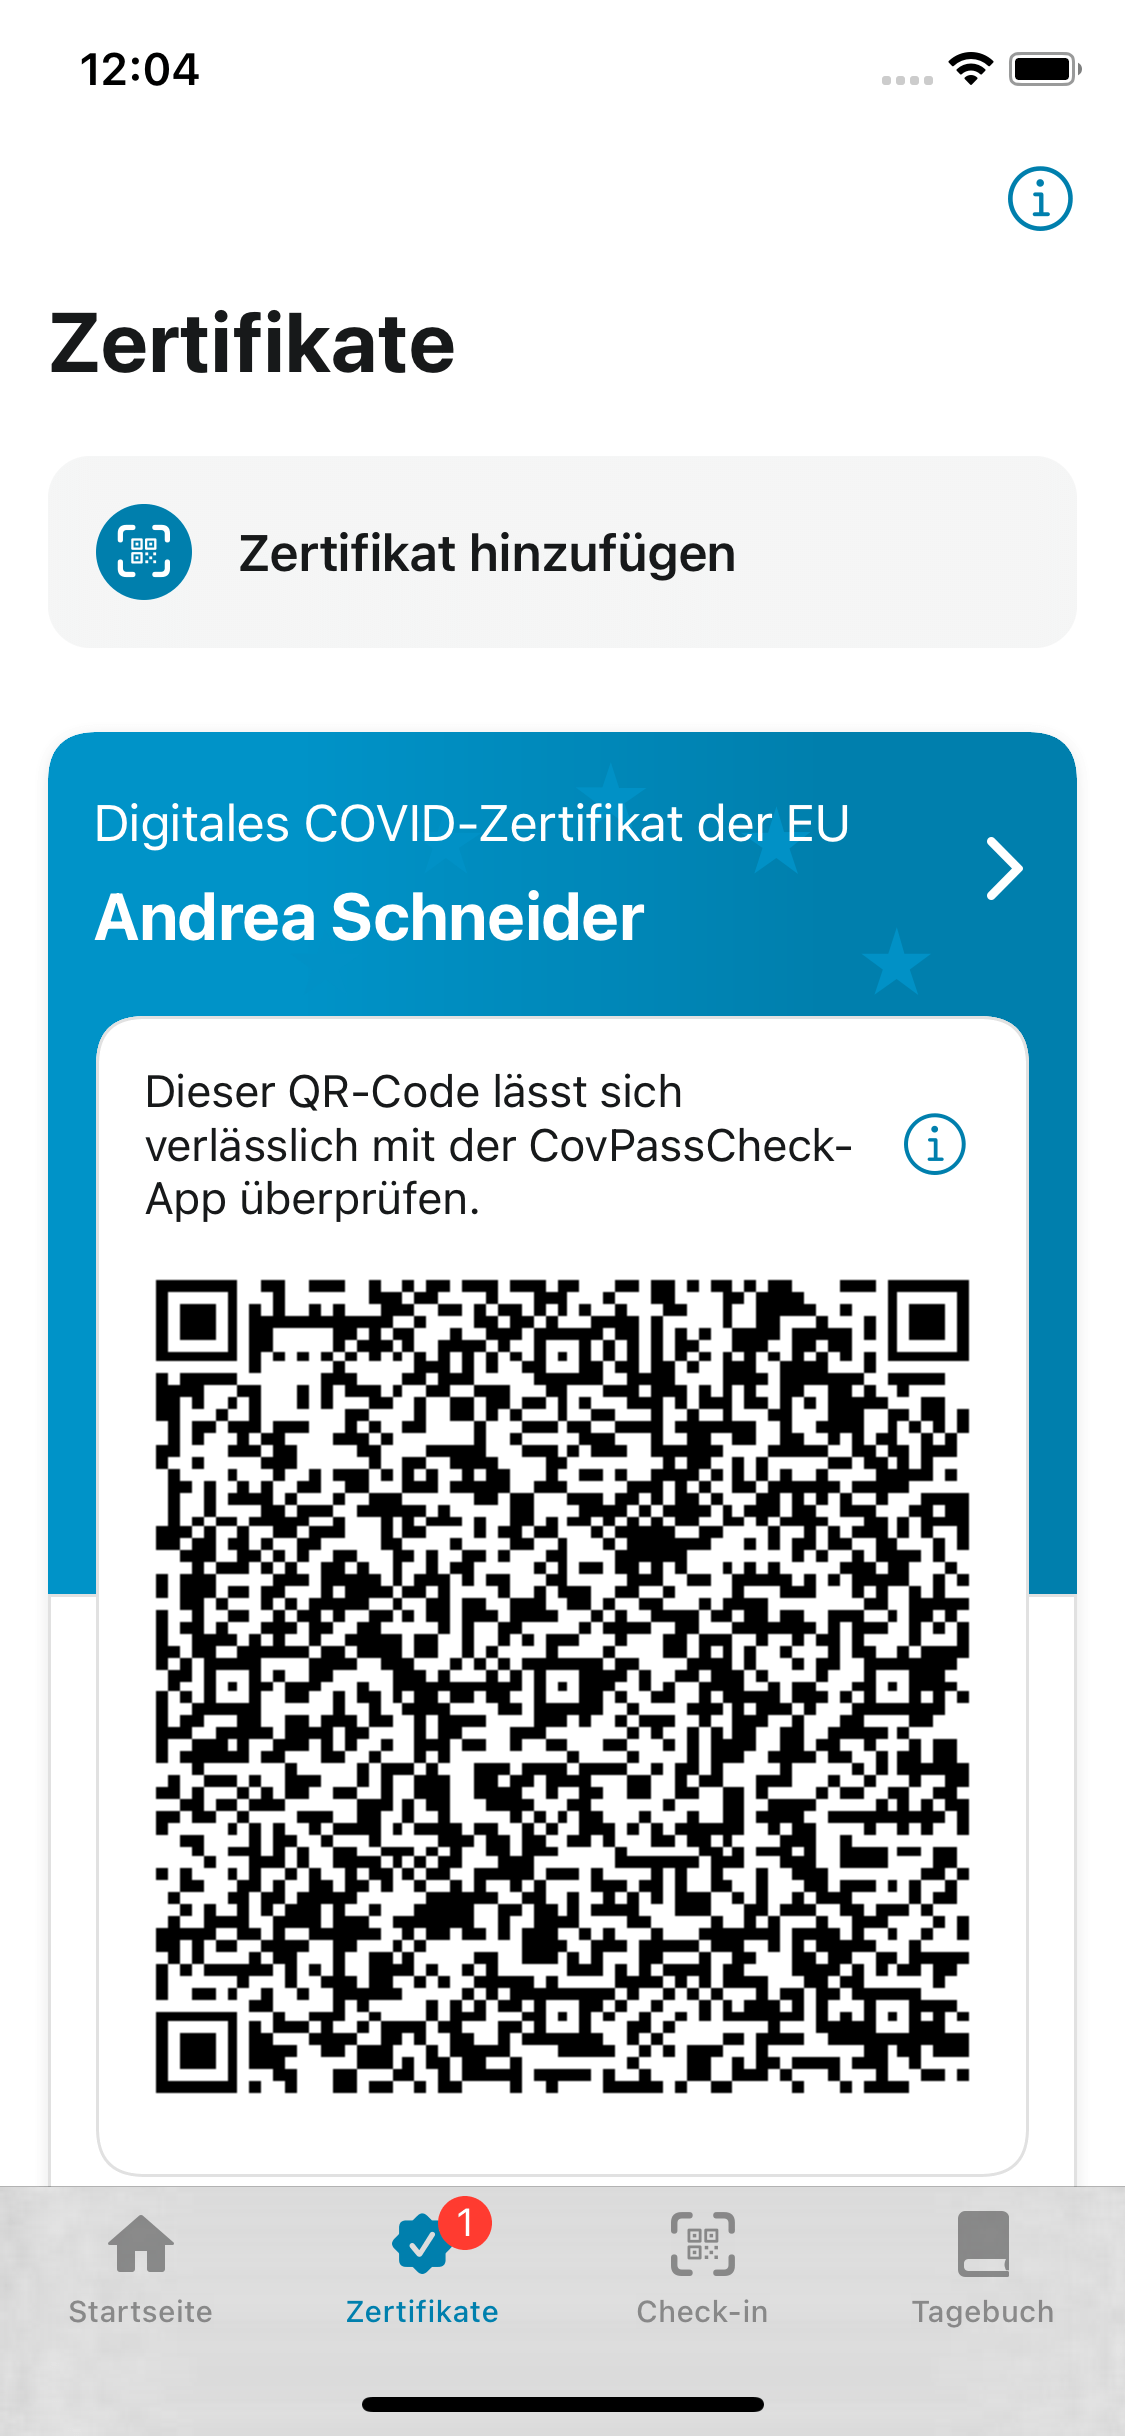 12:04
Zertifikate
Zertifikat hinzufügen
Digitales COVID-Zertifikat der EU
Andrea Schneider
Dieser QR-Code lässt sich
verlässlich mit der CovPassCheck-
App überprüfen.
1
Startseite
Zertifikate
Check-in
Tagebuch